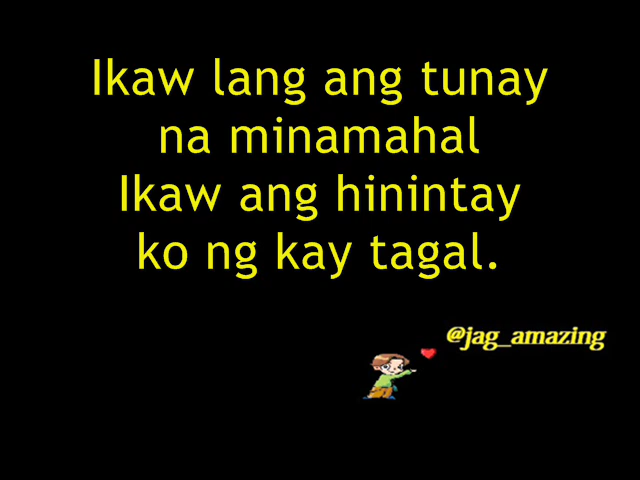 Ikaw lang ang tunay
na minamahal
Ikaw ang hinintay
ko ng kay tagal.
@jag_amazing